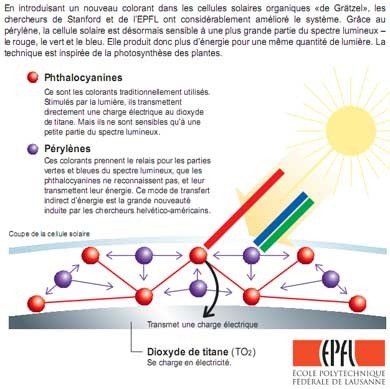 En introduisant un nouveau colorant dans les cellules solaires organiques «de Grätzel», les
chercheurs de Stanford et de l'EPFL ont considérablement amélioré le système. Grâce au
pérylène, la cellule solaire est désormais sensible à une plus grande partie du spectre lumineux –
le rouge, le vert et le bleu. Elle produit donc plus d'énergie pour une même quantité de lumière. La
technique est inspirée de la photosynthèse des plantes.
Phthalocyanines
Ce sont les colorants traditionnellement utilisés.
Stimulés par la lumière, ils transmettent
directement une charge électrique au dioxyde
de titane. Mais ils ne sont sensibles qu'à une
petite partie du spectre lumineux.
Pérylènes
Ces colorants prennent le relais pour les parties
vertes et bleues du spectre lumineux, que les
phthalocyanines ne reconnaissent pas, et leur
transmettent leur énergie. Ce mode de transfert
indirect d'énergie est la grande nouveauté
induite par les chercheurs helvético-américains.
Coupe de la cellule solaire
Transmet une charge électrique
Dioxyde de titane (TO2)
Se charge en électricité.
EPFL
ÉCOLE POLYTECHNIQUE
FÉDÉRALE DE LAUSANNE